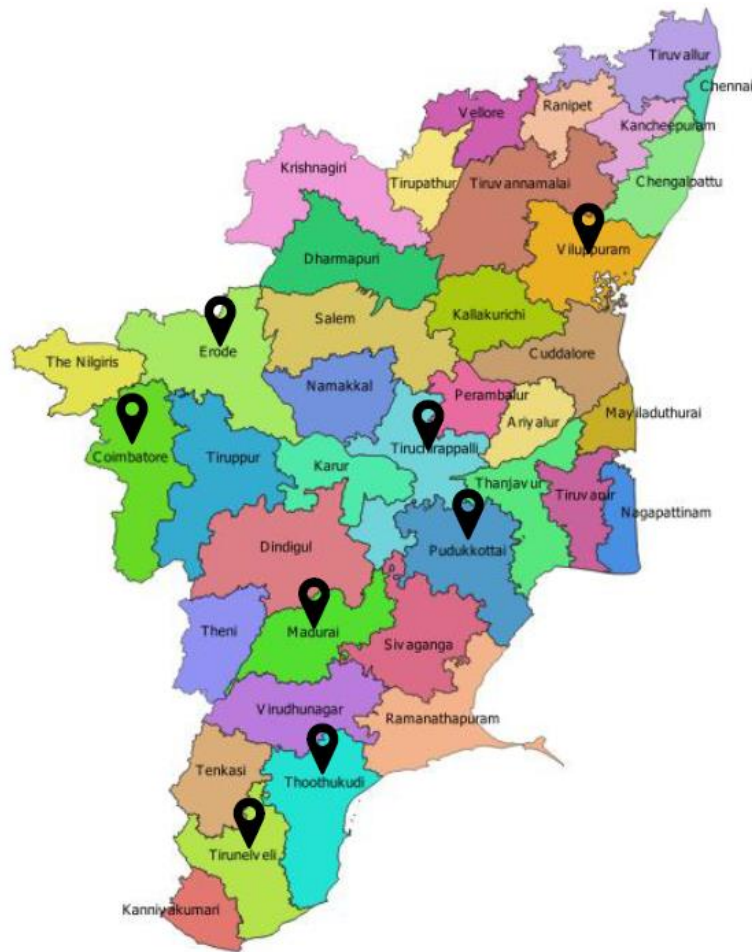 Tiruvallur
Chennai
Ranipet
Vellore
Kancheepuram
Krishnagiri
Tirupathur
Tiruvannamalai
Chengalpattu
Viluppuram
Dharmapuri
Salem
Kallakurichi
Erode
Cuddalore
The Nilgiris
Namakkal
Perambalur
Mayiladuthurai
Ariyalur
Tiruchirappalli
Coimbatore
Tiruppur
Karur
Thanjavur
Tiruvarur
Nagapattinam
Dindigul
Pudukkottai
Theni
Madurai
Sivaganga
Virudhunagar
Ramanathapuram
Tenkasi
Thoothukudi
Tirunelveli
Kanniyakumari